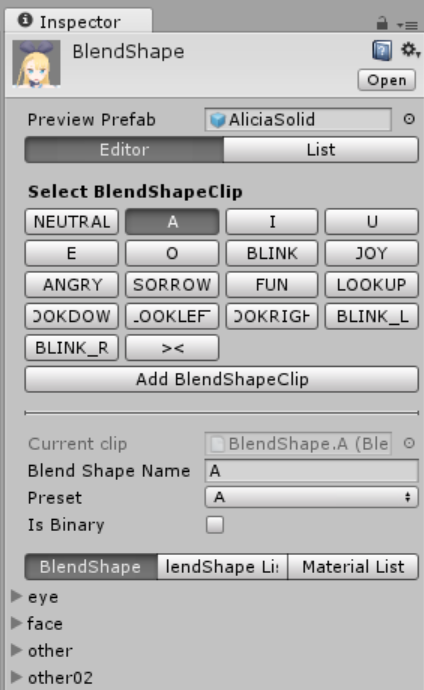 Inspector
BlendShape
Open
Preview Prefab AliciaSolid
Editor List
Select BlendShapeClip
NEUTRAL A I U
E O BLINK JOY
ANGRY SORROW FUN LOOKUP
OOKDOW LOOKLEF OOKRIGH BLINK_L
BLINK_R ><
Add BlendShapeClip
Current clip BlendShape.A (Ble
Blend Shape Name A
Preset A
Is Binary
BlendShape lendShape Li Material List
eye
face
other
other02